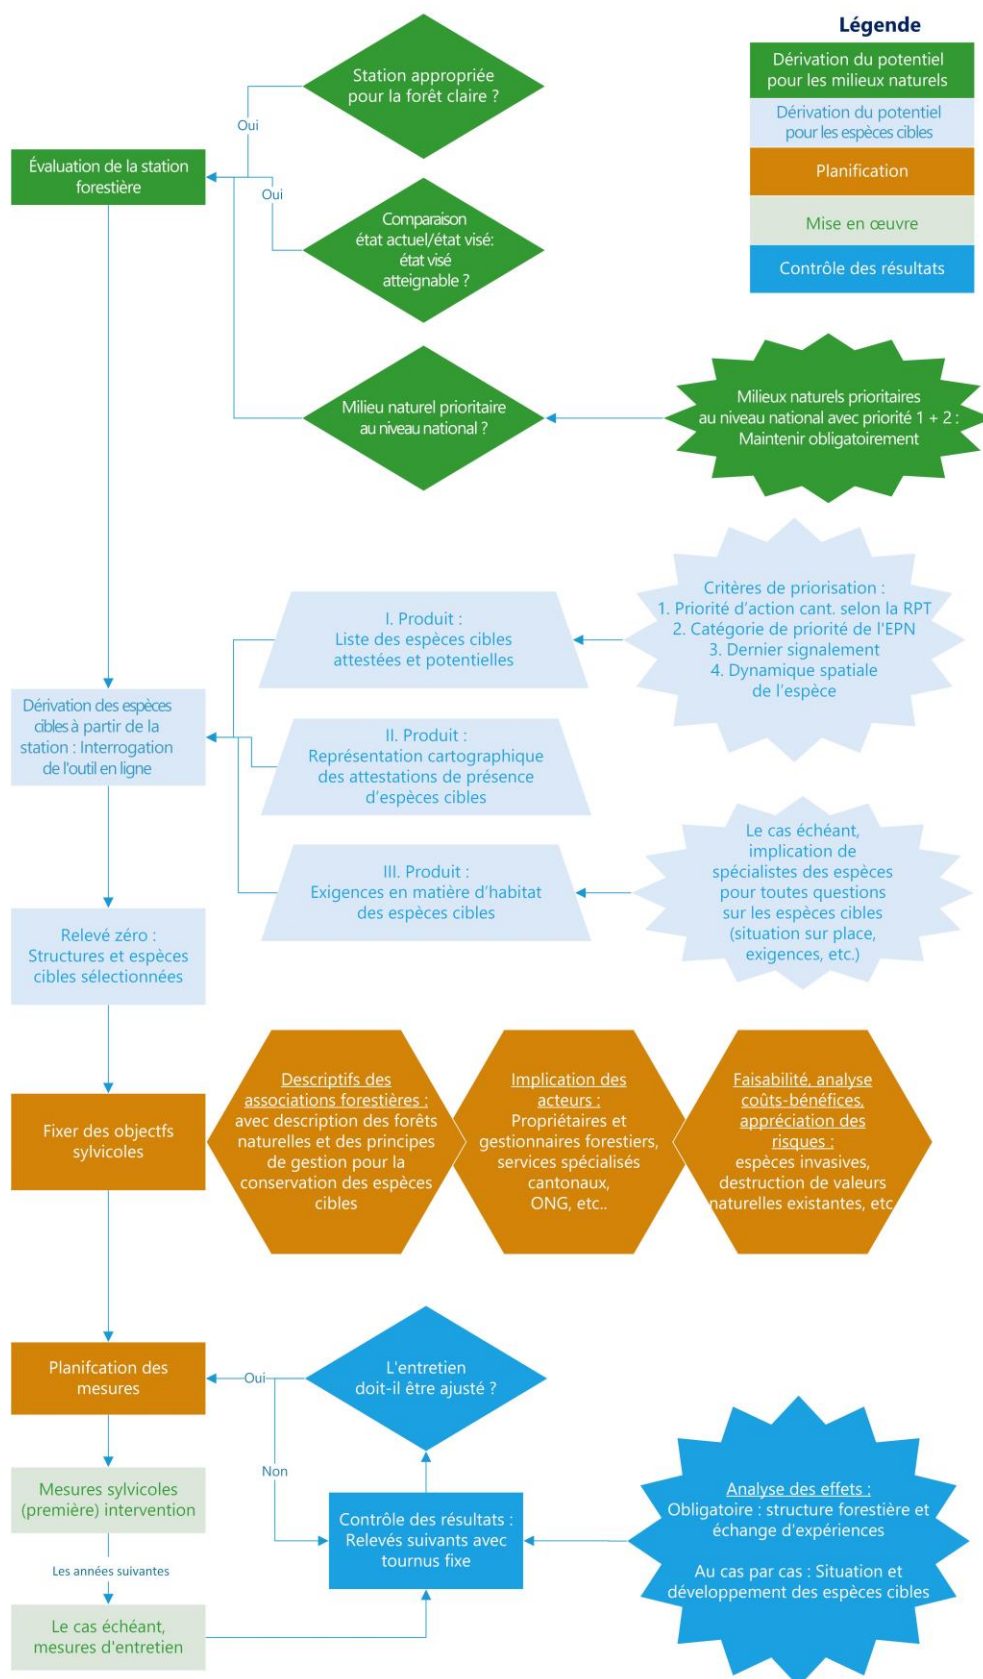 Légende
Dérivation du potentiel
pour les milieux naturels
Dérivation du potentiel
pour les espèces cibles
Planification
Mise en œuvre
Contrôle des résultats
Station appropriée
pour la forêt claire ?
Oui
Évaluation de la station
forestière
Oui
Comparaison
état actuel/état visé:
état visé
atteignable ?
Milieu naturel prioritaire
au niveau national ?
Milieux naturels prioritaires
au niveau national avec priorité 1 + 2 :
Maintenir obligatoirement
I. Produit :
Liste des espèces cibles
attestées et potentielles
Critères de priorisation :
1. Priorité d'action cant. selon la RPT
2. Catégorie de priorité de l'EPN
3. Dernier signalement
4. Dynamique spatiale
de l'espèce
Dérivation des espèces
cibles à partir de la
station : Interrogation
de l'outil en ligne
II. Produit :
Représentation cartographique
des attestations de présence
d'espèces cibles
III. Produit :
Exigences en matière d'habitat
des espèces cibles
Le cas échéant,
implication de
spécialistes des espèces
pour toutes questions
sur les espèces cibles
(situation sur place,
exigences, etc.)
Relevé zéro :
Structures et espèces
cibles sélectionnées
Fixer des objectfs
sylvicoles
Descriptifs des
associations forestières :
avec description des forêts
naturelles et des principes
de gestion pour la
conservation des espèces
cibles
Implication des
acteurs :
Propriétaires et
gestionnaires forestiers,
services spécialisés
cantonaux,
ONG, etc..
Faisabilité, analyse
coûts-bénéfices,
appréciation des
risques :
espèces invasives,
destruction de valeurs
naturelles existantes, etc
Planifcation des
mesures
Oui
L'entretien
doit-il être ajusté ?
Non
Mesures sylvicoles
(première) intervention
Contrôle des résultats :
Relevés suivants avec
tournus fixe
Analyse des effets :
Obligatoire : structure forestière et
échange d'expériences
Au cas par cas : Situation et
développement des espèces cibles
Les années suivantes
Le cas échéant,
mesures d'entretien